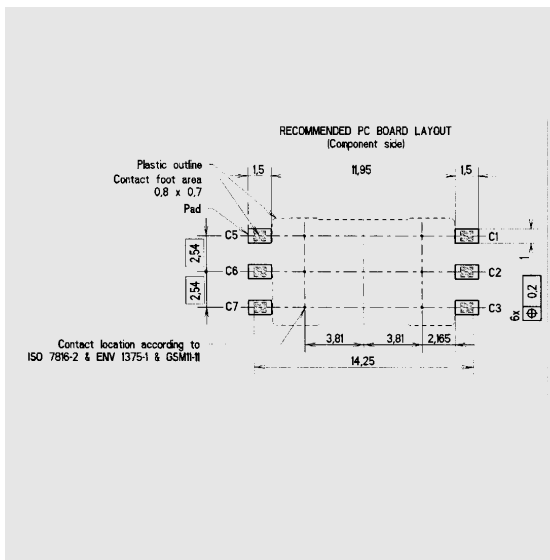 RECOMMENDED PC BOARD LAYOUT
(Component side)
Plastic outline
1,5
11,95
1,5
Contact foot area
0,8 x 0,7
Pad
C5
C1
2,54
1
C6
C2
2,54
0,2
C7
C3
6x
Contact location according to
ISO 7816-2 & ENV 1375-1 & GSM11-11
3,81
3,81
2,165
14,25